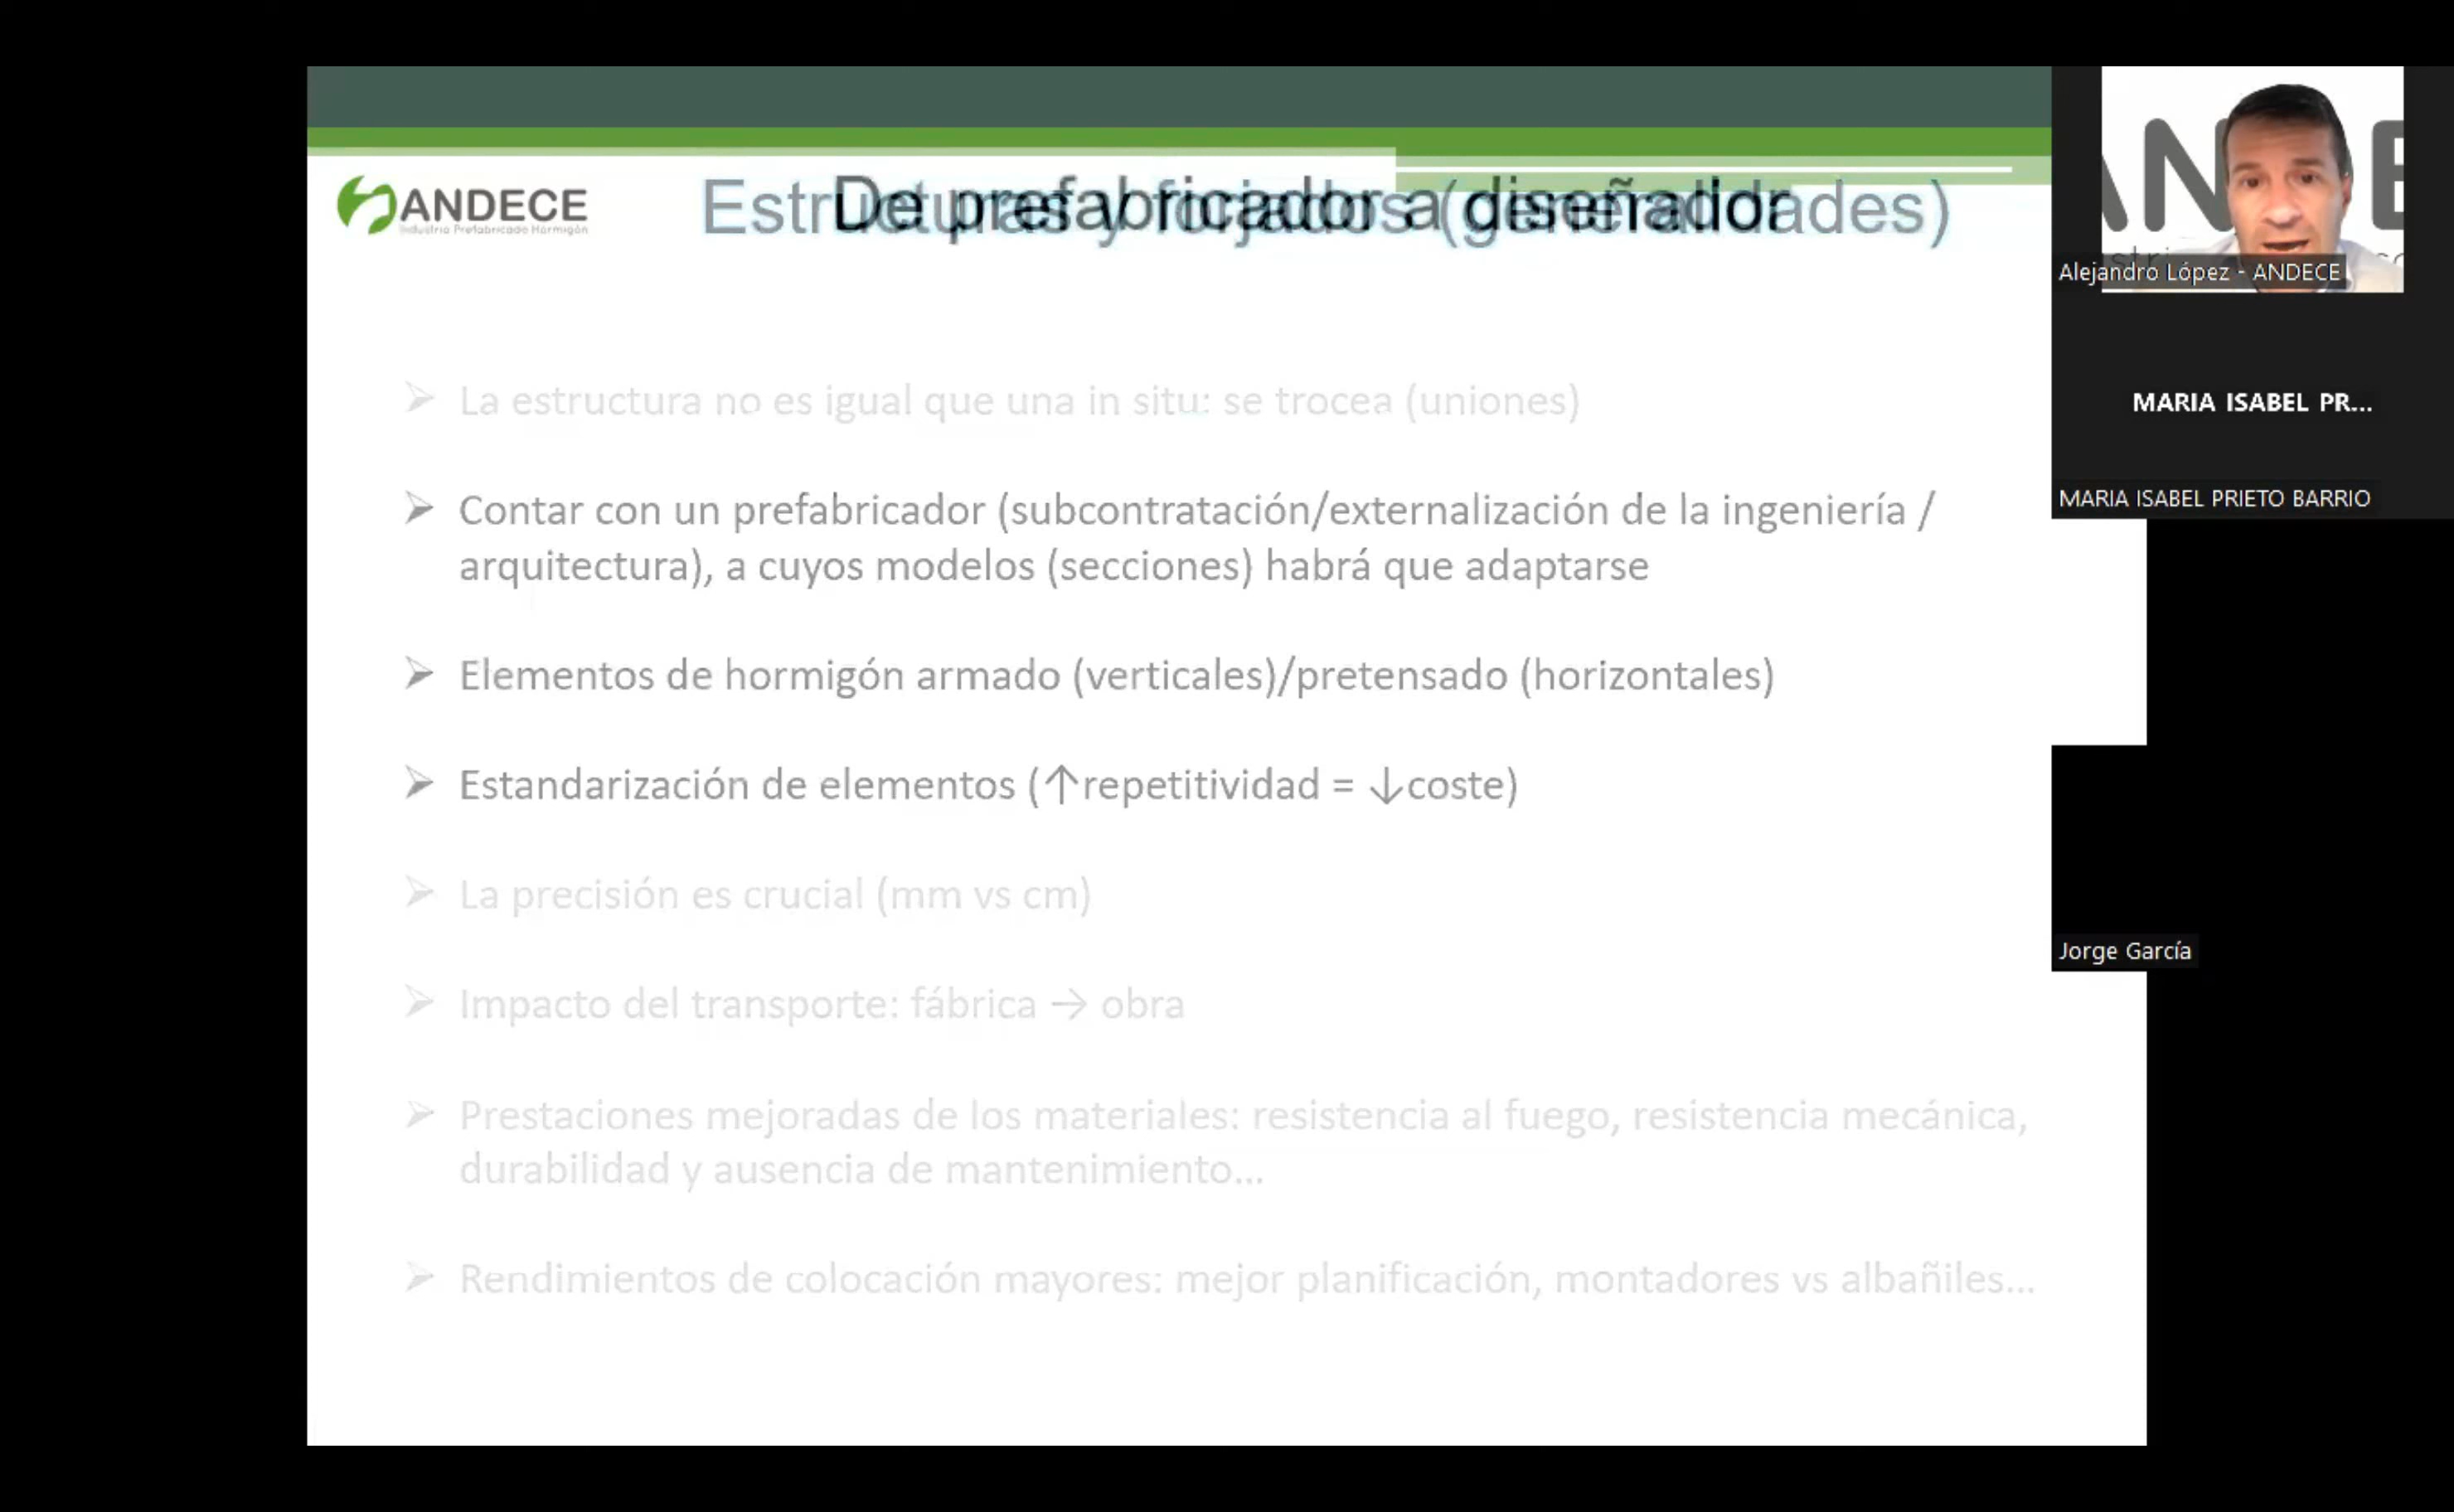 ANDECE
Industria Prefabricado Hormigón
Estructuras y forjados (generalidades)
De prefabricador a diseñador
➢ La estructura no es igual que una in situ: se trocea (uniones)
➢ Contar con un prefabricador (subcontratación/externalización de la ingeniería /
arquitectura), a cuyos modelos (secciones) habrá que adaptarse
➢ Elementos de hormigón armado (verticales)/pretensado (horizontales)
➢ Estandarización de elementos (↑repetitividad = ↓coste)
➢ La precisión es crucial (mm vs cm)
➢ Impacto del transporte: fábrica → obra
➢ Prestaciones mejoradas de los materiales: resistencia al fuego, resistencia mecánica,
durabilidad y ausencia de mantenimiento...
➢ Rendimientos de colocación mayores: mejor planificación, montadores vs albañiles...
Alejandro López - ANDECE
MARIA ISABEL PR...
MARIA ISABEL PRIETO BARRIO
Jorge García